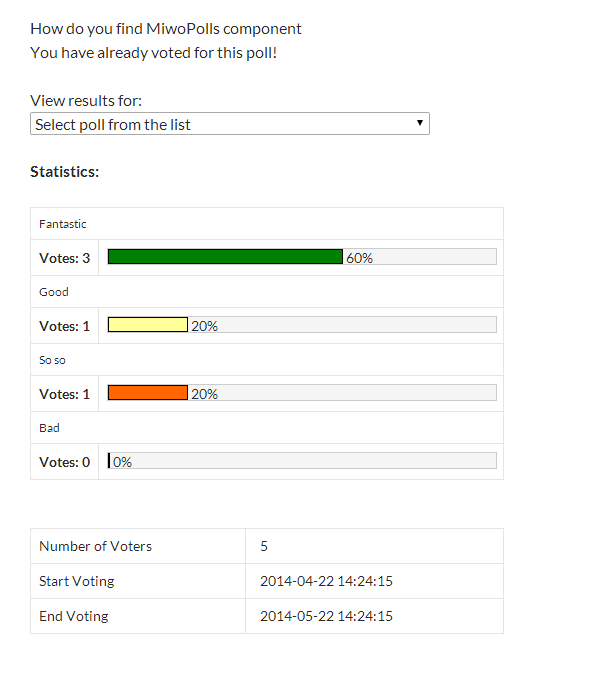 How do you find MiwoPolls component
You have already voted for this poll!
View results for:
Select poll from the list
Statistics:
Fantastic
Votes: 3 60%
Good
Votes: 1 20%
So so
Votes: 1 20%
Bad
Votes: 0 0%
Number of Voters 5
Start Voting 2014-04-22 14:24:15
End Voting 2014-05-22 14:24:15